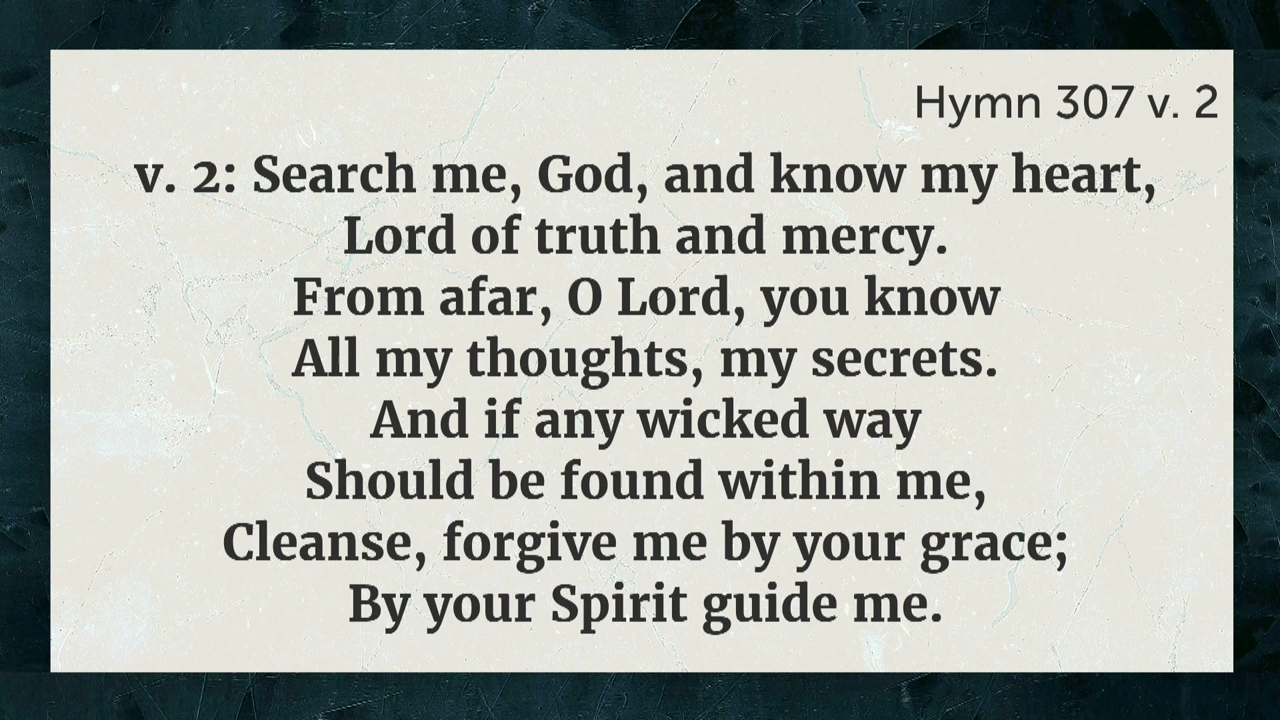 Hymn 307 v. 2
v. 2: Search me, God, and know my heart,
Lord of truth and mercy.
From afar, O Lord, you know
All my thoughts, my secrets.
And if any wicked way
Should be found within me,
Cleanse, forgive me by your grace;
By your Spirit guide me.